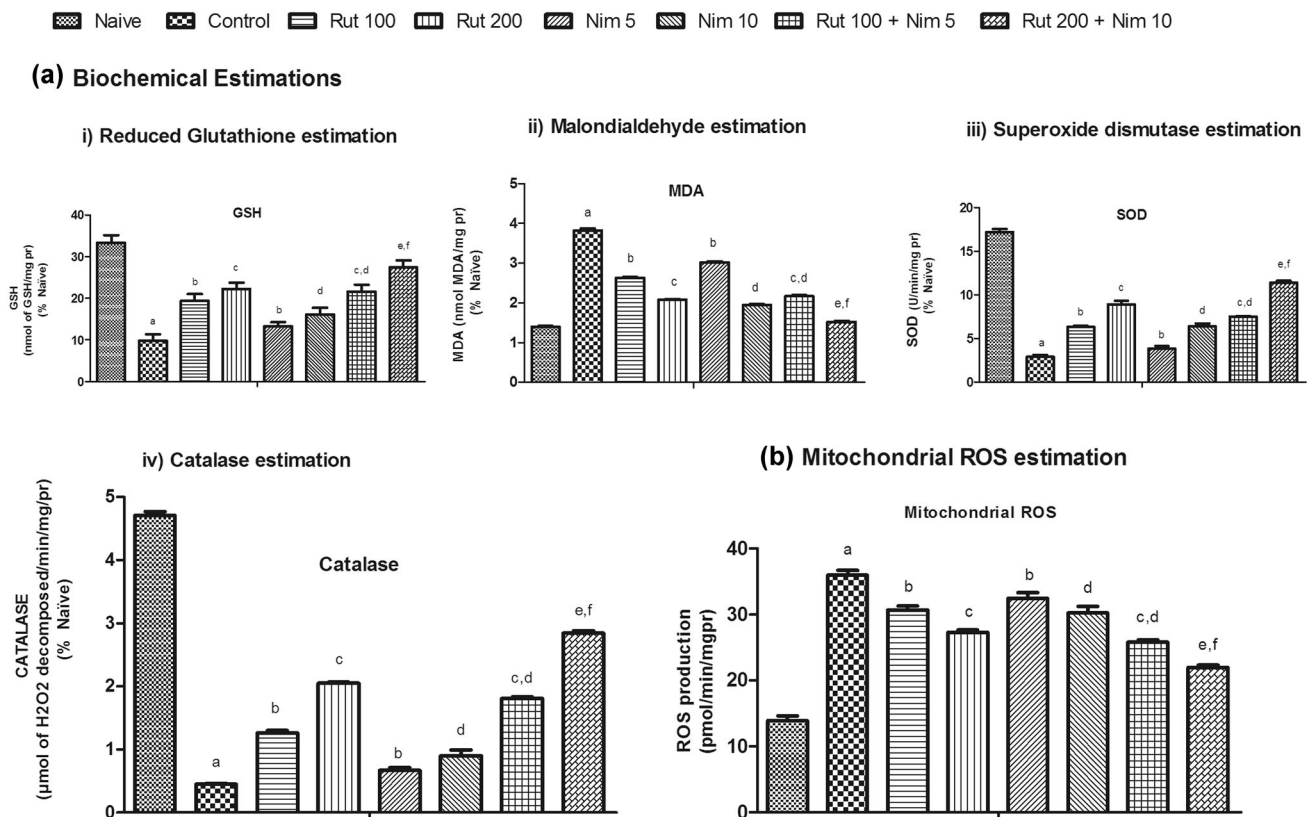 Naive Control Rut 100 Rut 200 Nim 5 Nim 10 Rut 100 + Nim 5 Rut 200 + Nim 10
(a) Biochemical Estimations
i) Reduced Glutathione estimation
GSH
GSH
(nmol of GSH/mg pr)
(% Naïve)
40
30
20
10
0
a
b
c
b
d
c,d
e,f
ii) Malondialdehyde estimation
MDA
MDA (nmol MDA/mg pr)
(% Naïve)
5
4
3
2
1
0
a
b
c
b
d
c,d
e,f
iii) Superoxide dismutase estimation
SOD
SOD (U/min/mg pr)
(% Naïve)
20
15
10
5
0
a
b
c
b
d
c,d
e,f
iv) Catalase estimation
Catalase
CATALASE
(µmol of H2O2 decomposed/min/mg/pr)
(% Naïve)
5
4
3
2
1
0
a
b
c
b
d
c,d
e,f
(b) Mitochondrial ROS estimation
Mitochondrial ROS
ROS production
(pmol/min/mgpr)
40
30
20
10
0
a
b
c
b
d
c,d
e,f